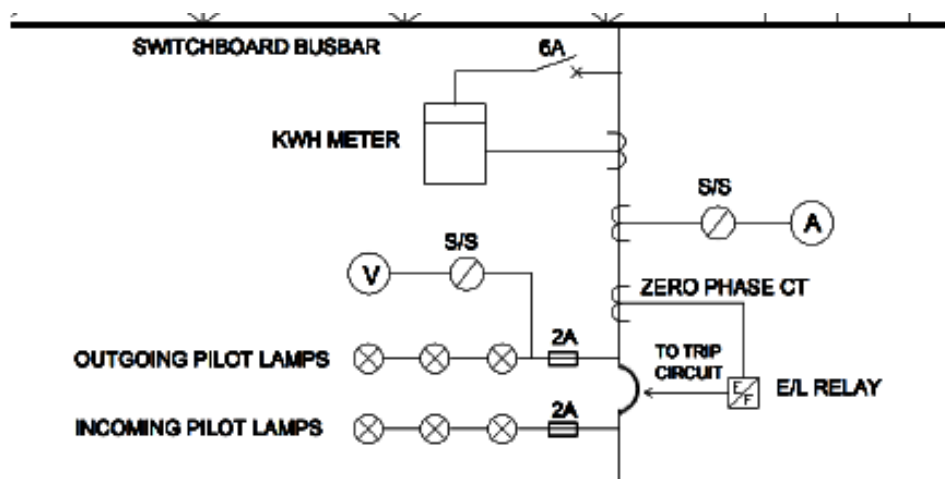 SWITCHBOARD BUSBAR
6A
KWH METER
S/S
A
S/S
V
ZERO PHASE CT
2A
OUTGOING PILOT LAMPS
TO TRIP
CIRCUIT
E/F
E/L RELAY
2A
INCOMING PILOT LAMPS